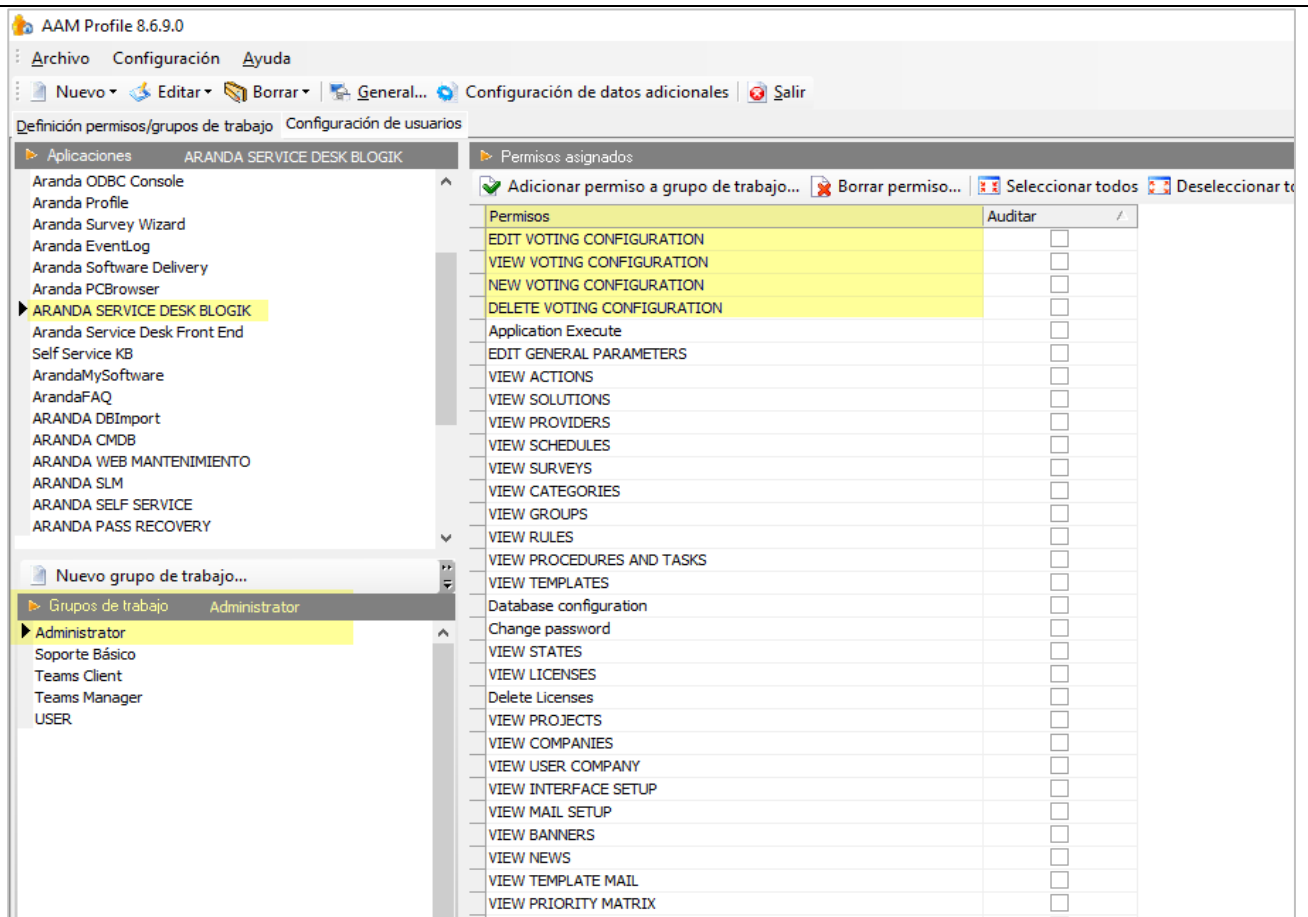 AAM Profile 8.6.9.0
Archivo Configuración Ayuda
Nuevo Editar Borrar General... Configuración de datos adicionales Salir
Definición permisos/grupos de trabajo Configuración de usuarios
Aplicaciones ARANDA SERVICE DESK BLOGIK
Aranda ODBC Console
Aranda Profile
Aranda Survey Wizard
Aranda EventLog
Aranda Software Delivery
Aranda PCBrowser
ARANDA SERVICE DESK BLOGIK
Aranda Service Desk Front End
Self Service KB
ArandaMySoftware
ArandaFAQ
ARANDA DBImport
ARANDA CMDB
ARANDA WEB MANTENIMIENTO
ARANDA SLM
ARANDA SELF SERVICE
ARANDA PASS RECOVERY
Nuevo grupo de trabajo...
Grupos de trabajo Administrator
Administrator
Soporte Básico
Teams Client
Teams Manager
USER
Permisos asignados
Adicionar permiso a grupo de trabajo... Borrar permiso... Seleccionar todos Deseleccionar to
Permisos Auditar
EDIT VOTING CONFIGURATION
VIEW VOTING CONFIGURATION
NEW VOTING CONFIGURATION
DELETE VOTING CONFIGURATION
Application Execute
EDIT GENERAL PARAMETERS
VIEW ACTIONS
VIEW SOLUTIONS
VIEW PROVIDERS
VIEW SCHEDULES
VIEW SURVEYS
VIEW CATEGORIES
VIEW GROUPS
VIEW RULES
VIEW PROCEDURES AND TASKS
VIEW TEMPLATES
Database configuration
Change password
VIEW STATES
VIEW LICENSES
Delete Licenses
VIEW PROJECTS
VIEW COMPANIES
VIEW USER COMPANY
VIEW INTERFACE SETUP
VIEW MAIL SETUP
VIEW BANNERS
VIEW NEWS
VIEW TEMPLATE MAIL
VIEW PRIORITY MATRIX